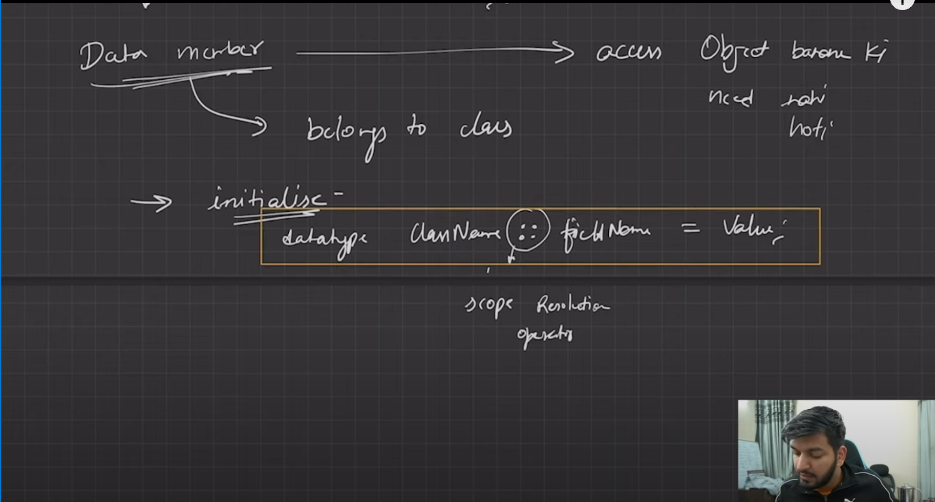 Data member → access Object banane ki
need nahi
hoti
belongs to class
→ initialise -
datatype className :: fieldName = value;
scope Resolution
operator